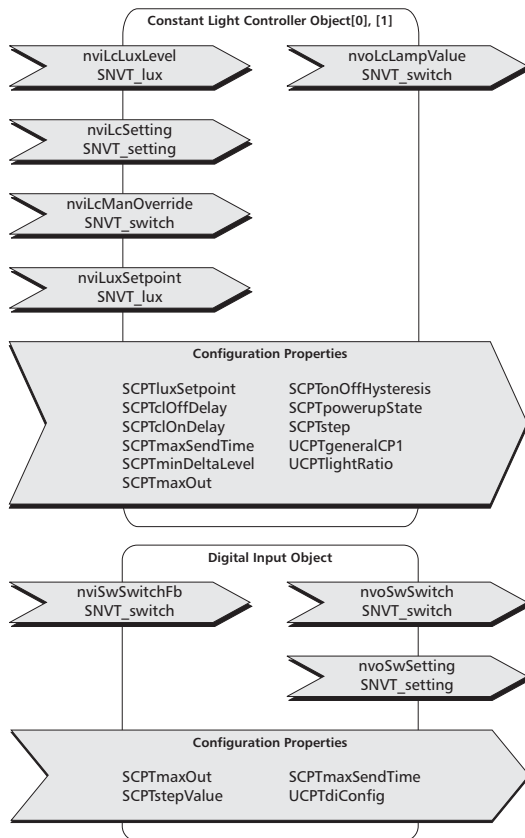 Constant Light Controller Object[0], [1]
nviLcLuxLevel
SNVT_lux
nvoLcLampValue
SNVT_switch
nviLcSetting
SNVT_setting
nviLcManOverride
SNVT_switch
nviLuxSetpoint
SNVT_lux
Configuration Properties
SCPTluxSetpoint
SCPTclOffDelay
SCPTclOnDelay
SCPTmaxSendTime
SCPTminDeltaLevel
SCPTmaxOut
SCPTonOffHysteresis
SCPTpowerupState
SCPTstep
UCPTgeneralCP1
UCPTlightRatio
Digital Input Object
nviSwSwitchFb
SNVT_switch
nvoSwSwitch
SNVT_switch
nvoSwSetting
SNVT_setting
Configuration Properties
SCPTmaxOut
SCPTstepValue
SCPTmaxSendTime
UCPTdiConfig